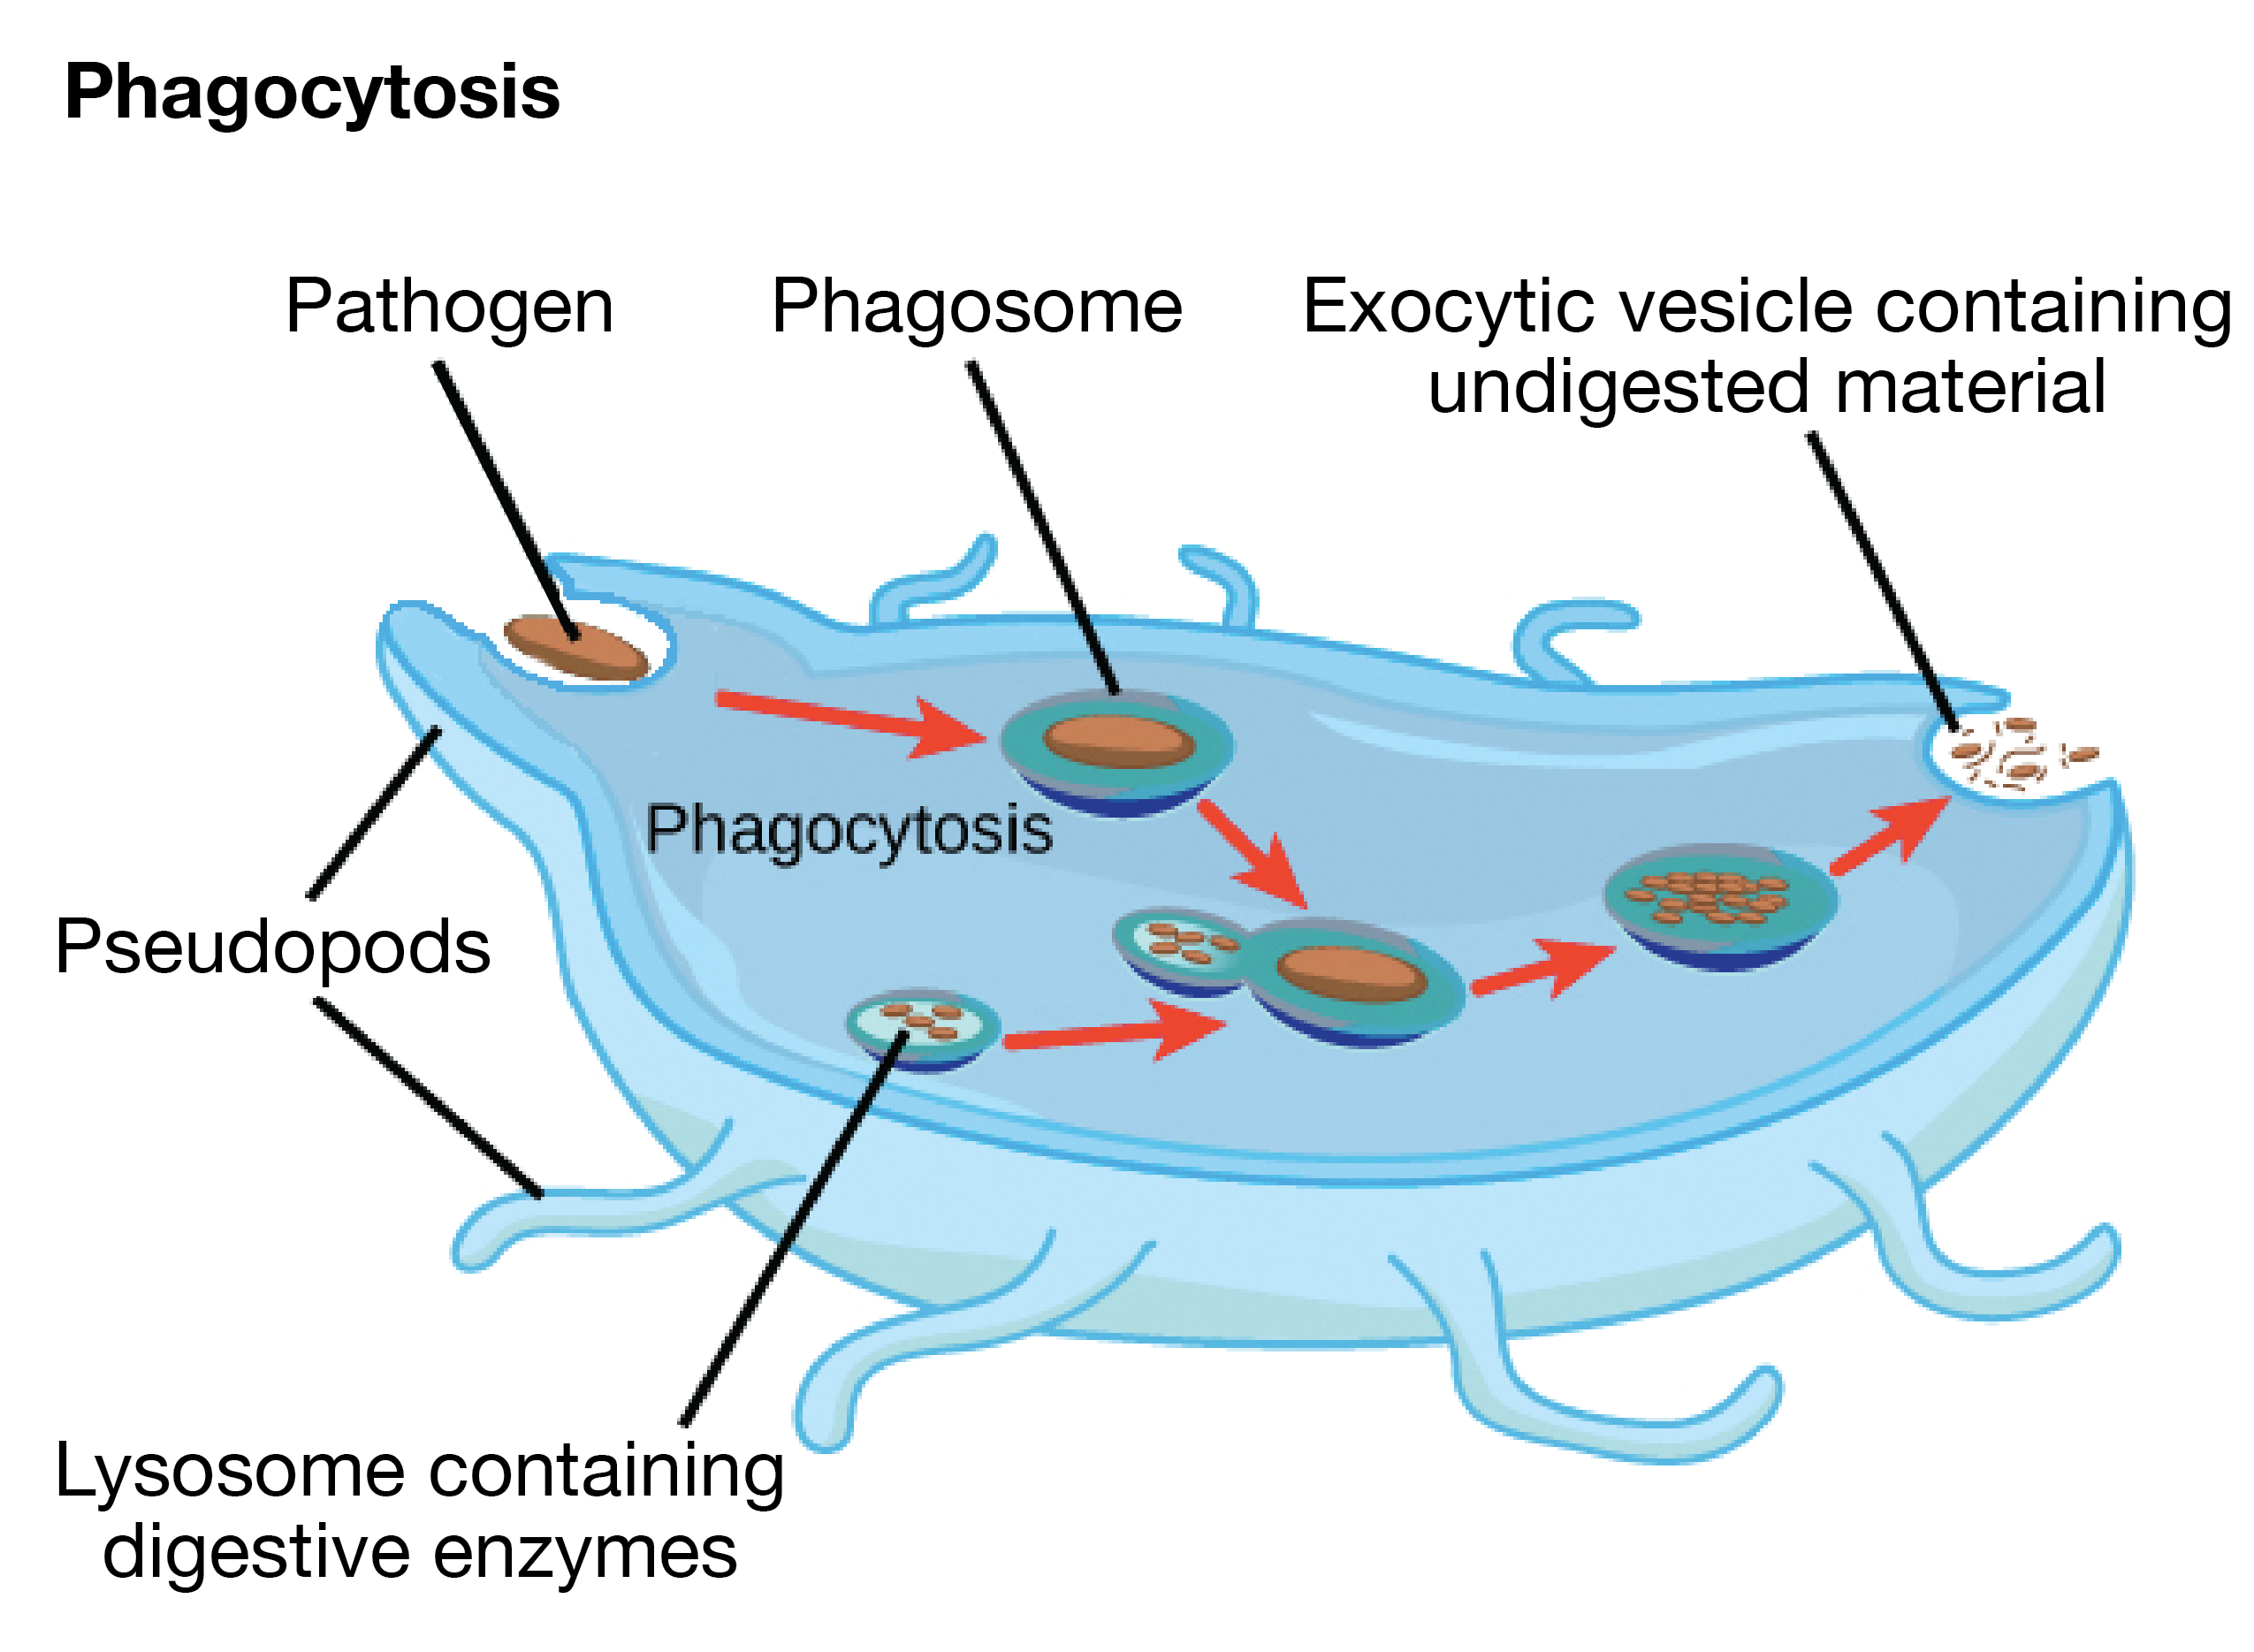 Phagocytosis
Pathogen
Phagosome
Exocytic vesicle containing
undigested material
Phagocytosis
Pseudopods
Lysosome containing
digestive enzymes